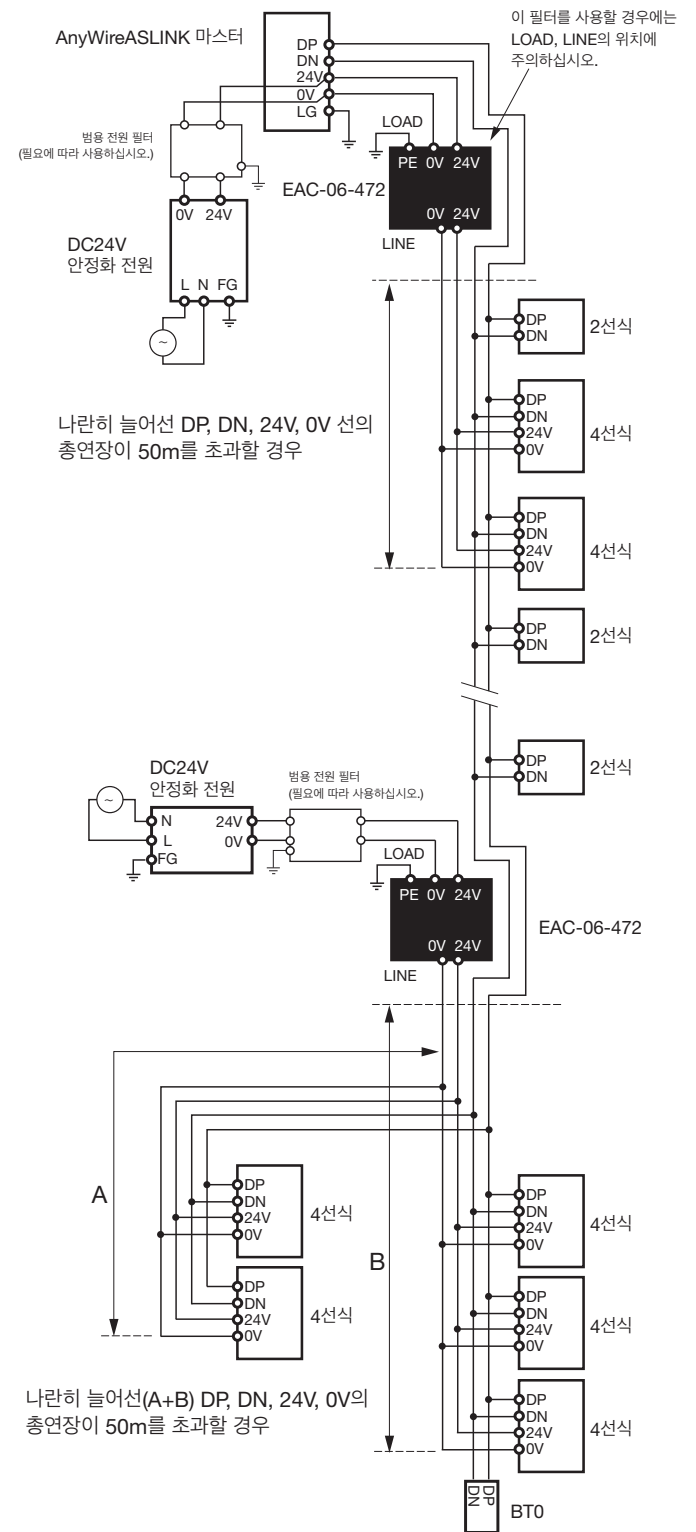 AnyWireASLINK 마스터
DP
DN
24V
0V
LG
이 필터를 사용할 경우에는
LOAD, LINE의 위치에
주의하십시오.
범용 전원 필터
(필요에 따라 사용하십시오.)
LOAD
PE 0V 24V
EAC-06-472
0V 24V
LINE
0V 24V
DC24V
안정화 전원
L N FG
~
DP
DN
2선식
나란히 늘어선 DP, DN, 24V, 0V 선의
총연장이 50m를 초과할 경우
DP
DN
24V
0V
4선식
DP
DN
24V
0V
4선식
DP
DN
2선식
DP
DN
2선식
DC24V
안정화 전원
범용 전원 필터
(필요에 따라 사용하십시오.)
~
N
L
FG
24V
0V
LOAD
PE 0V 24V
0V 24V
EAC-06-472
LINE
A
DP
DN
24V
0V
4선식
DP
DN
24V
0V
4선식
B
DP
DN
24V
0V
4선식
DP
DN
24V
0V
4선식
DP
DN
24V
0V
4선식
나란히 늘어선(A+B) DP, DN, 24V, 0V의
총연장이 50m를 초과할 경우
DP
DN
BT0